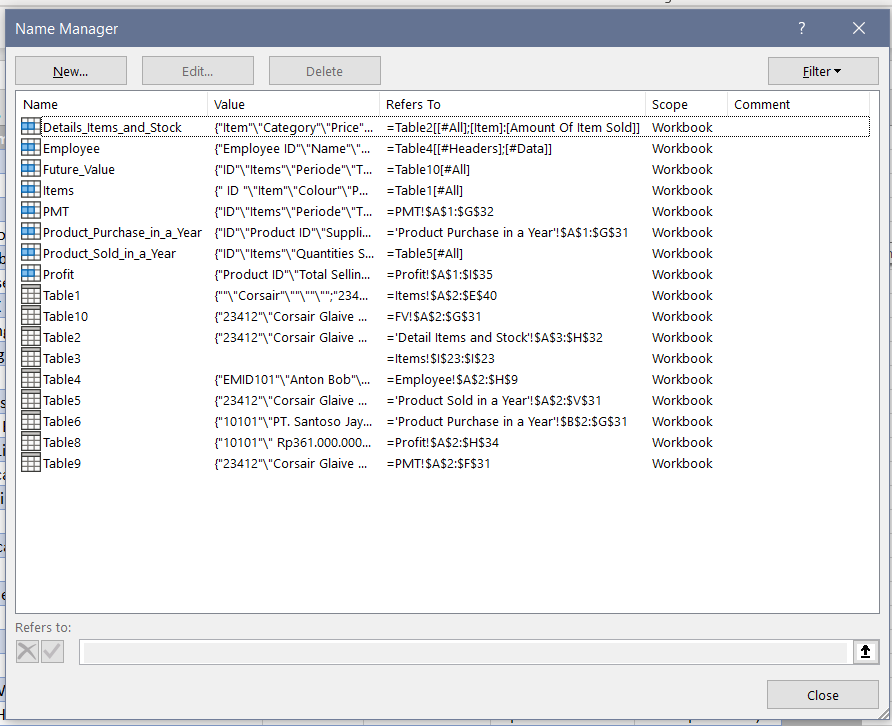 Name Manager ?
New... Edit... Delete Filter
Name Value Refers To Scope Comment
Details_Items_and_Stock {"Item"\"Category"\"Price"... =Table2[[#All];[Item]:[Amount Of Item Sold]] Workbook
Employee {"Employee ID"\"Name"\"... =Table4[[#Headers];[#Data]] Workbook
Future_Value {"ID"\"Items"\"Periode"\"T... =Table10[#All] Workbook
Items {" ID "\"Item"\"Colour"\"P... =Table1[#All] Workbook
PMT {"ID"\"Items"\"Periode"\"T... =PMT!$A$1:$G$32 Workbook
Product_Purchase_in_a_Year {"ID"\"Product ID"\"Suppli... ='Product Purchase in a Year'!$A$1:$G$31 Workbook
Product_Sold_in_a_Year {"ID"\"Items"\"Quantities S... =Table5[#All] Workbook
Profit {"Product ID"\"Total Sellin... =Profit!$A$1:$I$35 Workbook
Table1 {""\"Corsair"\""\""\"";"234... =Items!$A$2:$E$40 Workbook
Table10 {"23412"\"Corsair Glaive ... =FV!$A$2:$G$31 Workbook
Table2 {"23412"\"Corsair Glaive ... ='Detail Items and Stock'!$A$3:$H$32 Workbook
Table3 =Items!$I$23:$I$23 Workbook
Table4 {"EMID101"\"Anton Bob"\... =Employee!$A$2:$H$9 Workbook
Table5 {"23412"\"Corsair Glaive ... ='Product Sold in a Year'!$A$2:$V$31 Workbook
Table6 {"10101"\"PT. Santoso Jay... ='Product Purchase in a Year'!$B$2:$G$31 Workbook
Table8 {"10101"\" Rp361.000.000... =Profit!$A$2:$H$34 Workbook
Table9 {"23412"\"Corsair Glaive ... =PMT!$A$2:$F$31 Workbook
Refers to:
Close